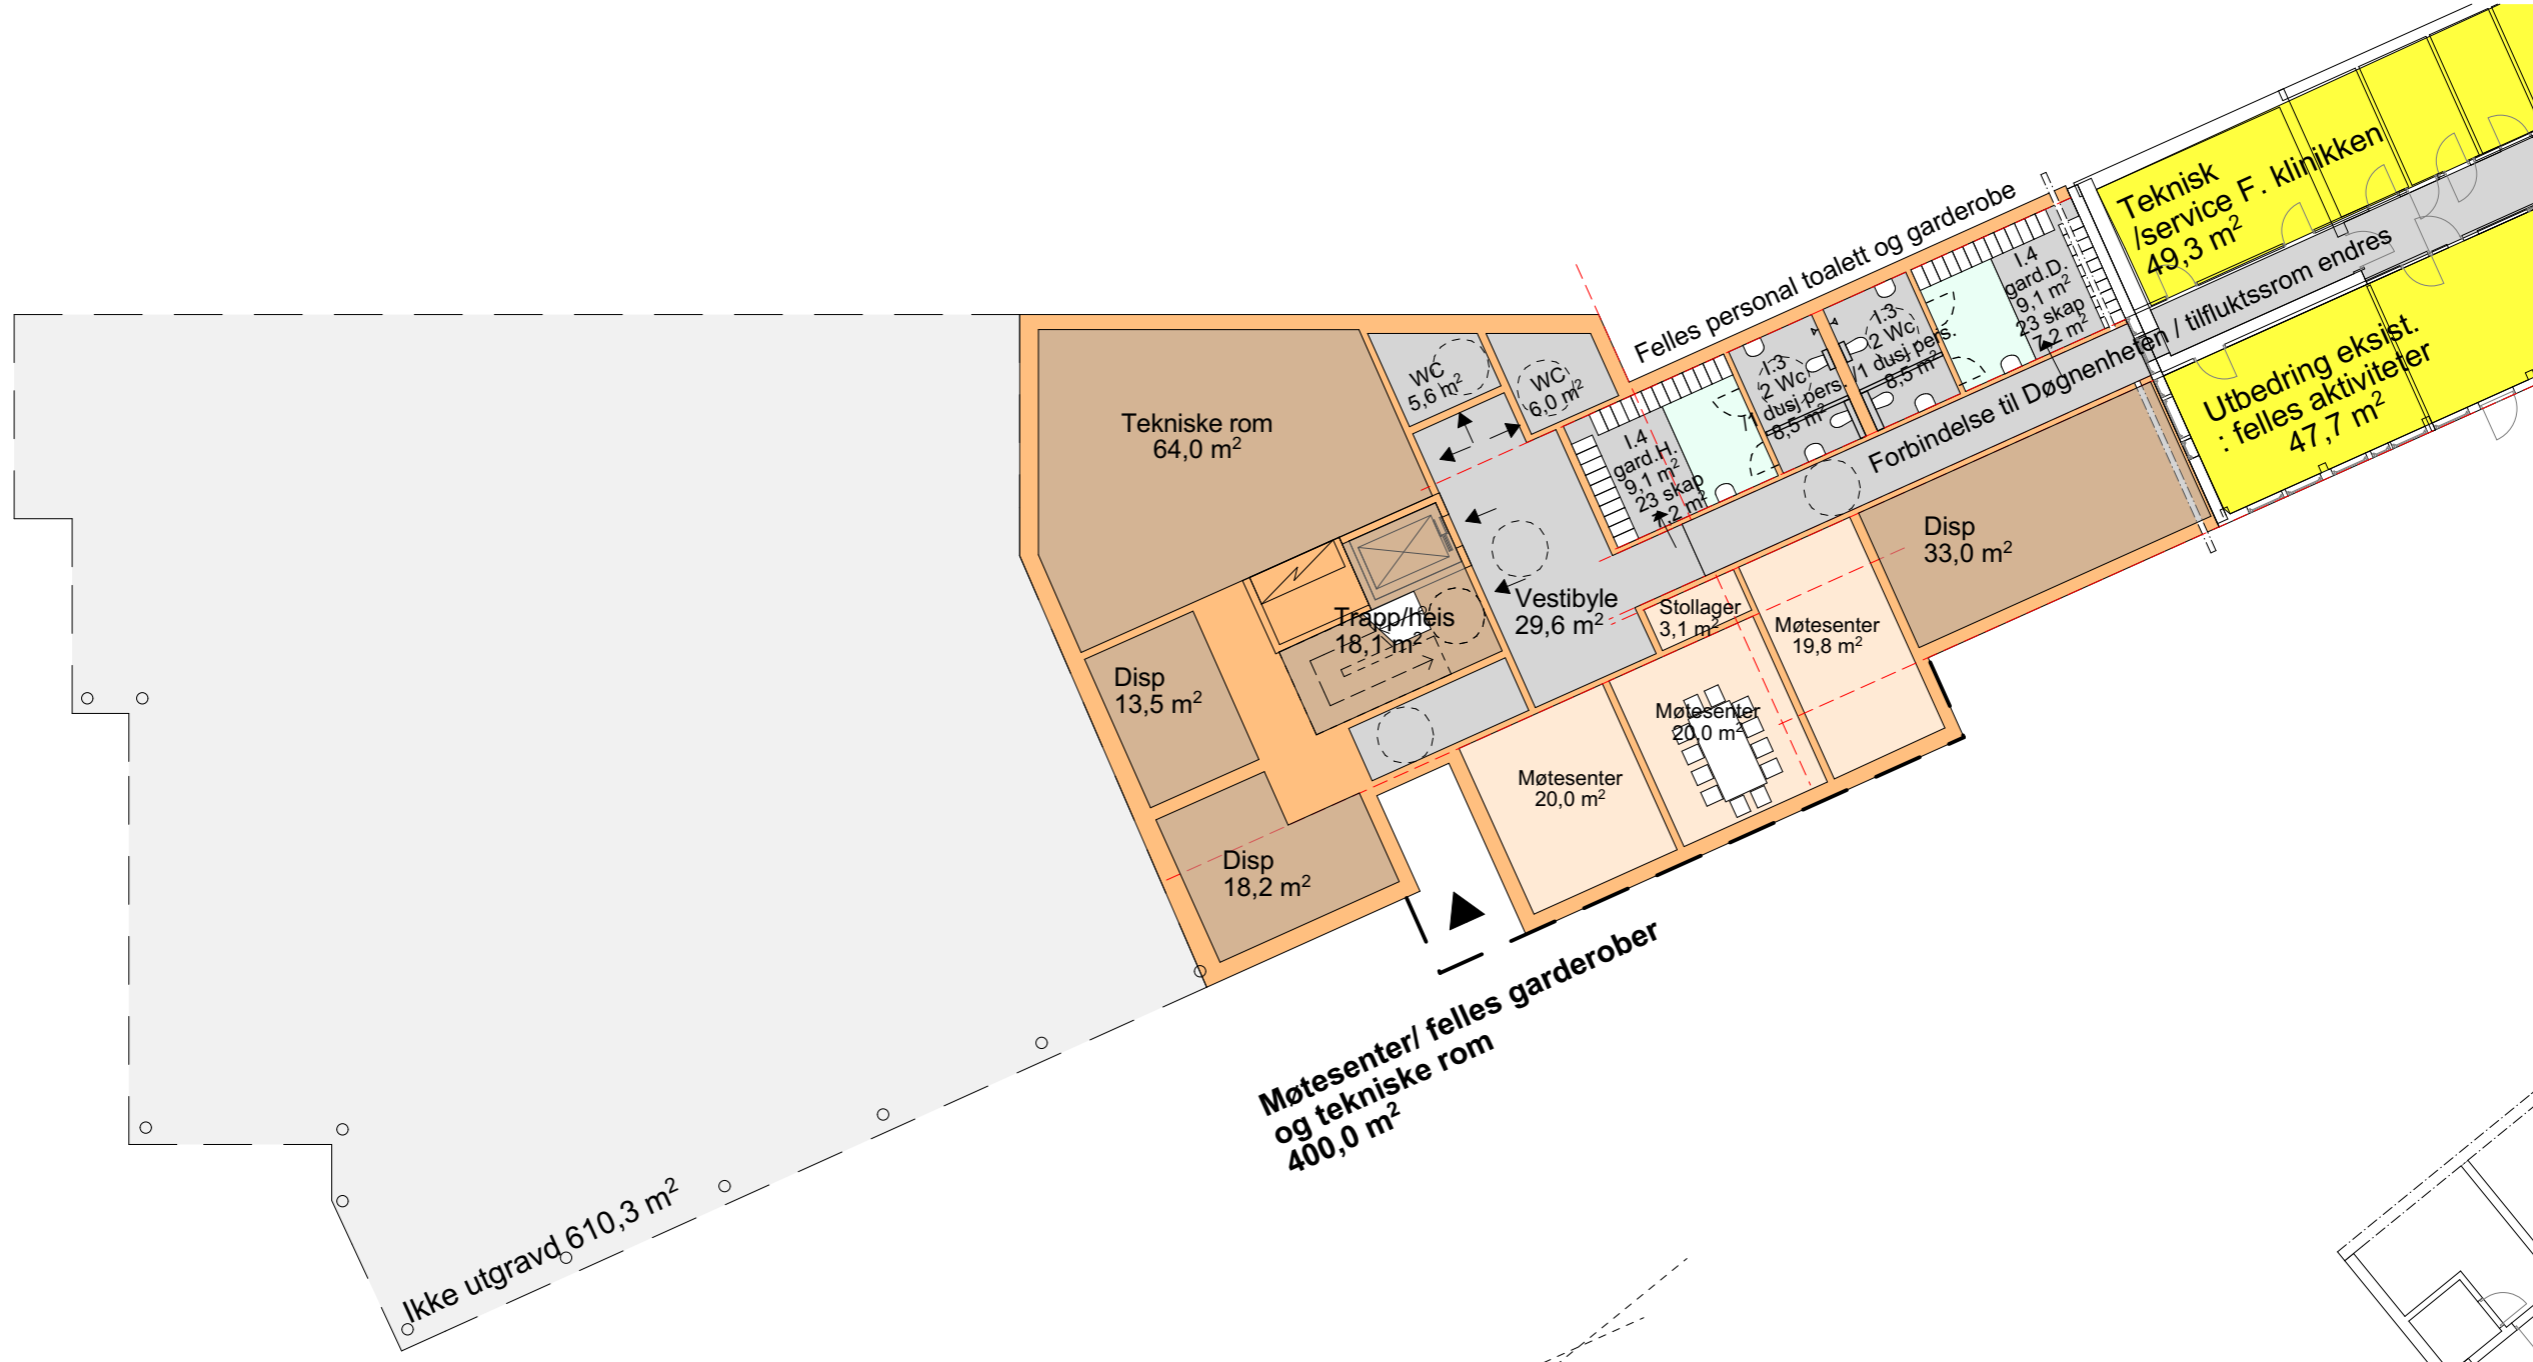 Teknisk
/service F. klinikken
49,3 m²
Felles personal toalett og garderobe
Utbedring eksist.
: felles aktiviteter
47,7 m²
Forbindelse til Døgnenheten / tilfluktssrom endres
I.4
gard.D.
9,1 m²
23 skap
7,2 m²
I.3
2 Wc
/1 dusj pers.
8,5 m²
I.3
2 Wc
/1 dusj pers.
8,5 m²
I.4
gard.H.
9,1 m²
23 skap
7,2 m²
WC
5,6 m²
WC
6,0 m²
Tekniske rom
64,0 m²
Disp
33,0 m²
Trapp/heis
18,1 m²
Vestibyle
29,6 m²
Stollager
3,1 m²
Møtesenter
19,8 m²
Disp
13,5 m²
Møtesenter
20,0 m²
Møtesenter
20,0 m²
Disp
18,2 m²
Møtesenter/ felles garderober
og tekniske rom
400,0 m²
Ikke utgravd 610,3 m²